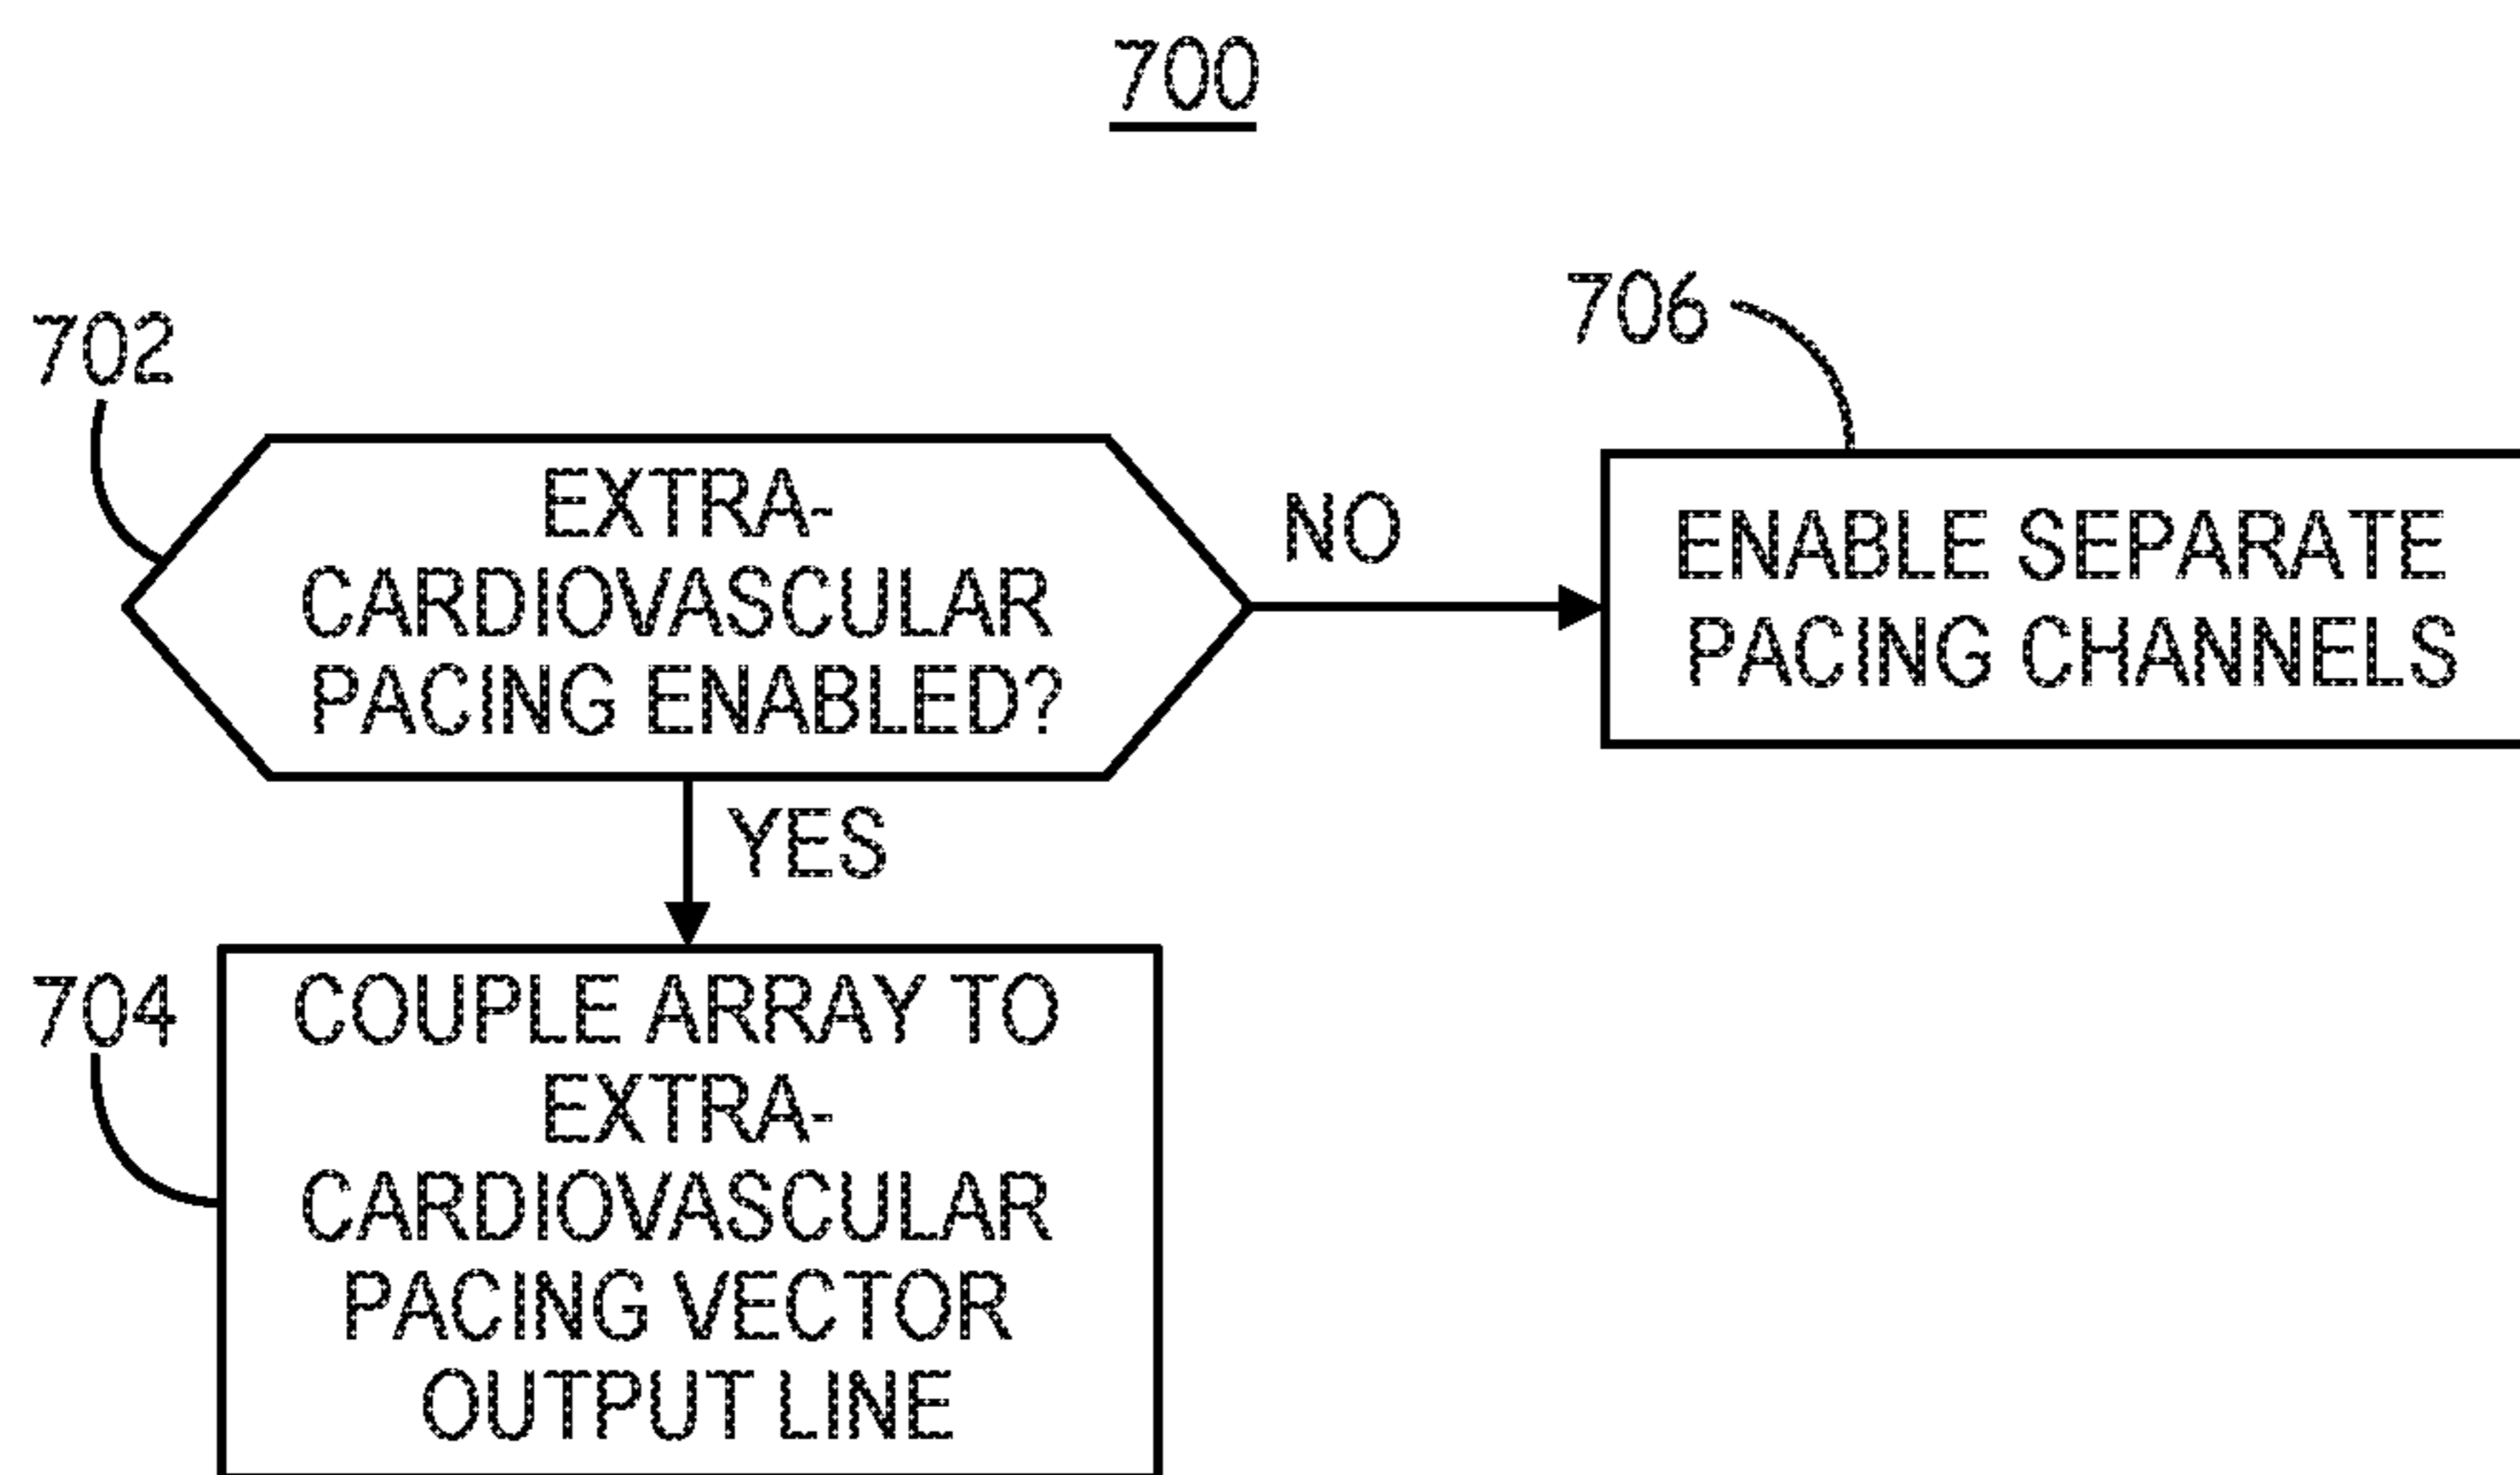 700
702
EXTRA-
CARDIOVASCULAR
PACING ENABLED?
NO
706
ENABLE SEPARATE
PACING CHANNELS
YES
704
COUPLE ARRAY TO
EXTRA-
CARDIOVASCULAR
PACING VECTOR
OUTPUT LINE